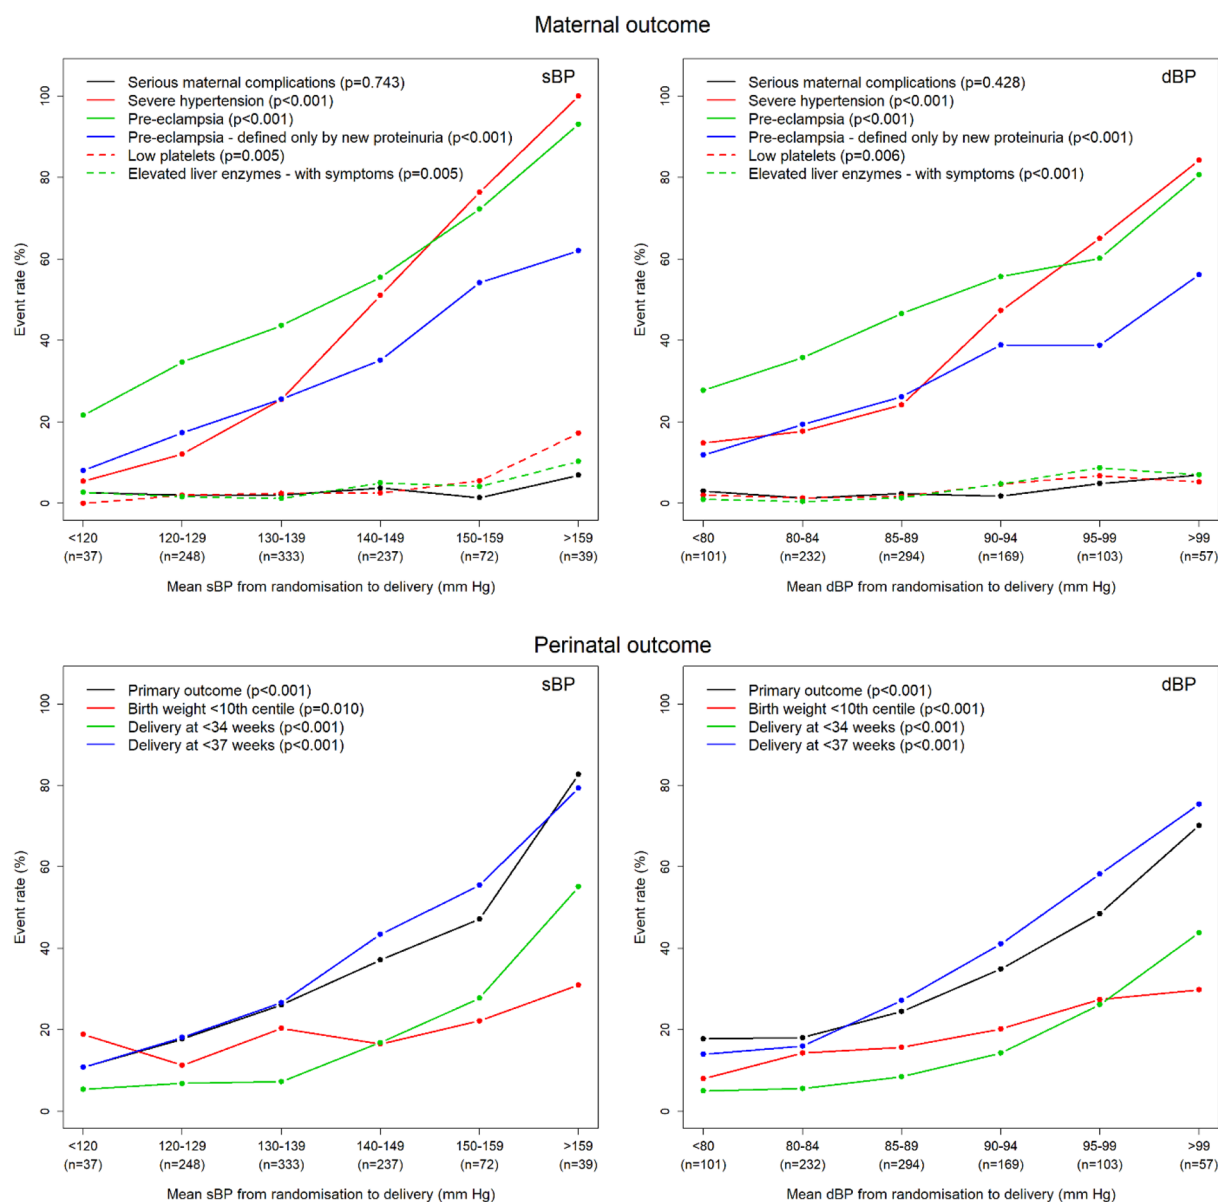 Maternal outcome
sBP
Serious maternal complications (p=0.743)
Severe hypertension (p<0.001)
Pre-eclampsia (p<0.001)
Pre-eclampsia - defined only by new proteinuria (p<0.001)
Low platelets (p=0.005)
Elevated liver enzymes - with symptoms (p=0.005)
Event rate (%)
100
80
60
40
20
0
<120 120-129 130-139 140-149 150-159 >159
(n=37) (n=248) (n=333) (n=237) (n=72) (n=39)
Mean sBP from randomisation to delivery (mm Hg)
dBP
Serious maternal complications (p=0.428)
Severe hypertension (p<0.001)
Pre-eclampsia (p<0.001)
Pre-eclampsia - defined only by new proteinuria (p<0.001)
Low platelets (p=0.006)
Elevated liver enzymes - with symptoms (p<0.001)
Event rate (%)
100
80
60
40
20
0
<80 80-84 85-89 90-94 95-99 >99
(n=101) (n=232) (n=294) (n=169) (n=103) (n=57)
Mean dBP from randomisation to delivery (mm Hg)
Perinatal outcome
sBP
Primary outcome (p<0.001)
Birth weight <10th centile (p=0.010)
Delivery at <34 weeks (p<0.001)
Delivery at <37 weeks (p<0.001)
Event rate (%)
100
80
60
40
20
0
<120 120-129 130-139 140-149 150-159 >159
(n=37) (n=248) (n=333) (n=237) (n=72) (n=39)
Mean sBP from randomisation to delivery (mm Hg)
dBP
Primary outcome (p<0.001)
Birth weight <10th centile (p<0.001)
Delivery at <34 weeks (p<0.001)
Delivery at <37 weeks (p<0.001)
Event rate (%)
100
80
60
40
20
0
<80 80-84 85-89 90-94 95-99 >99
(n=101) (n=232) (n=294) (n=169) (n=103) (n=57)
Mean dBP from randomisation to delivery (mm Hg)